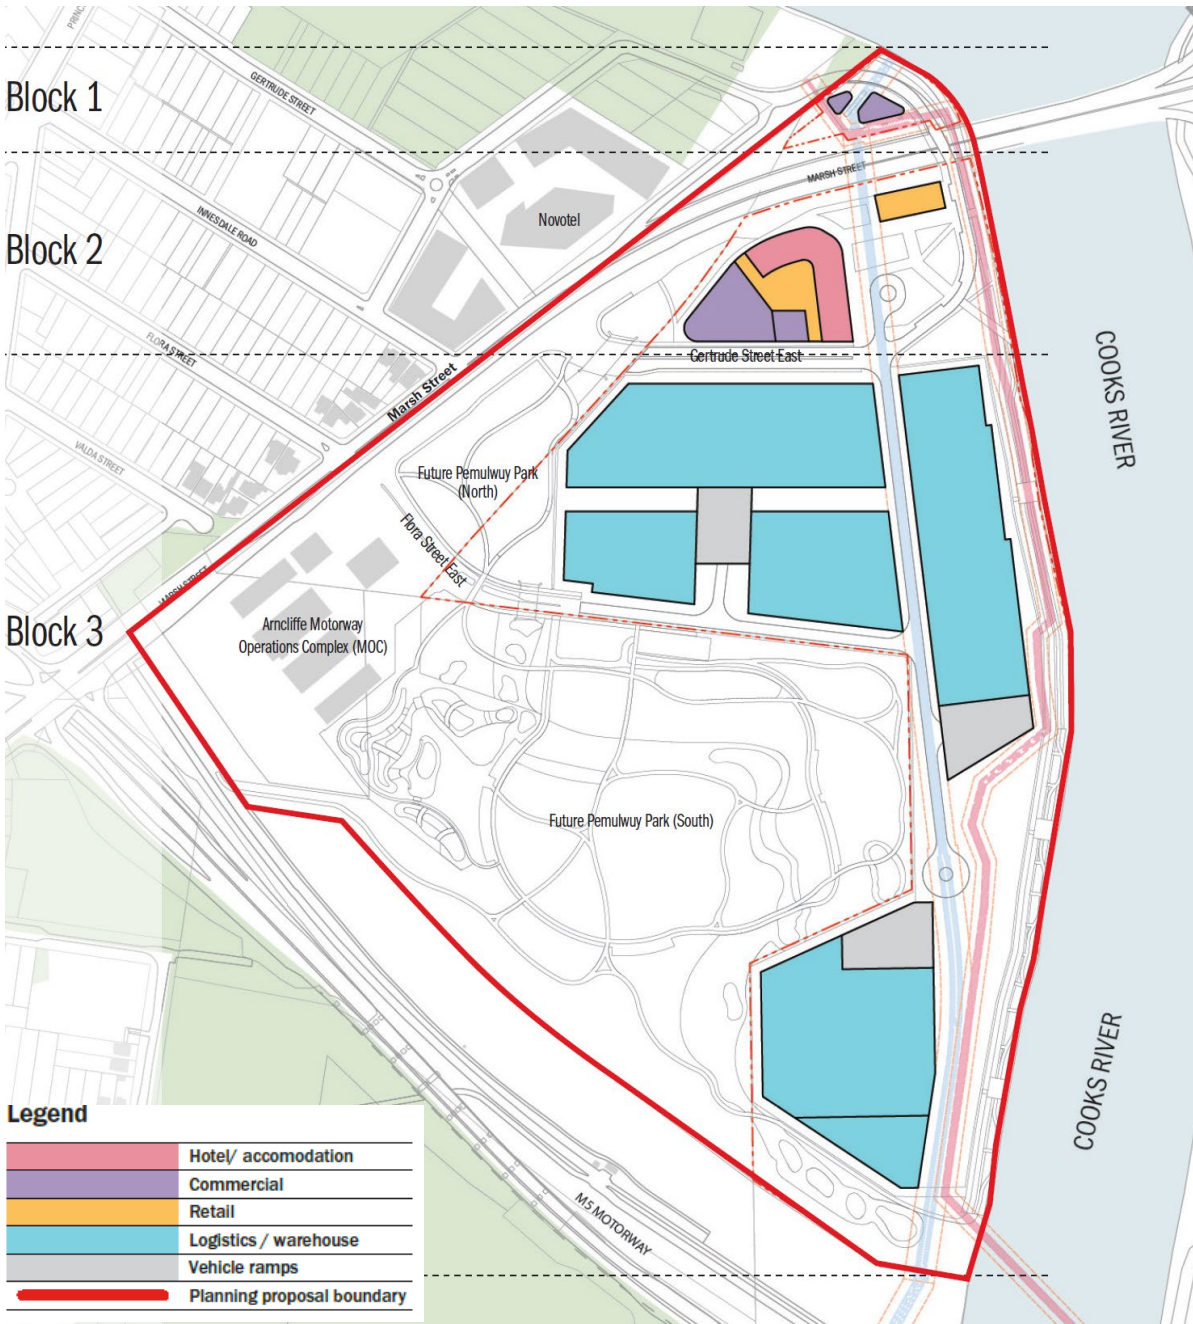 PRINC
Block 1
GERTRUDE STREET
MARSH STREET
Block 2
INNESDALE ROAD
Novotel
FLORA STREET
Gertrude Street East
Marsh Street
COOKS RIVER
VALDA STREET
Future Pemulwuy Park
(North)
Flora Street East
MARSH STREET
Block 3
Arncliffe Motorway
Operations Complex (MOC)
Future Pemulwuy Park (South)
COOKS RIVER
M5 MOTORWAY
Legend
Hotel/ accomodation
Commercial
Retail
Logistics / warehouse
Vehicle ramps
Planning proposal boundary